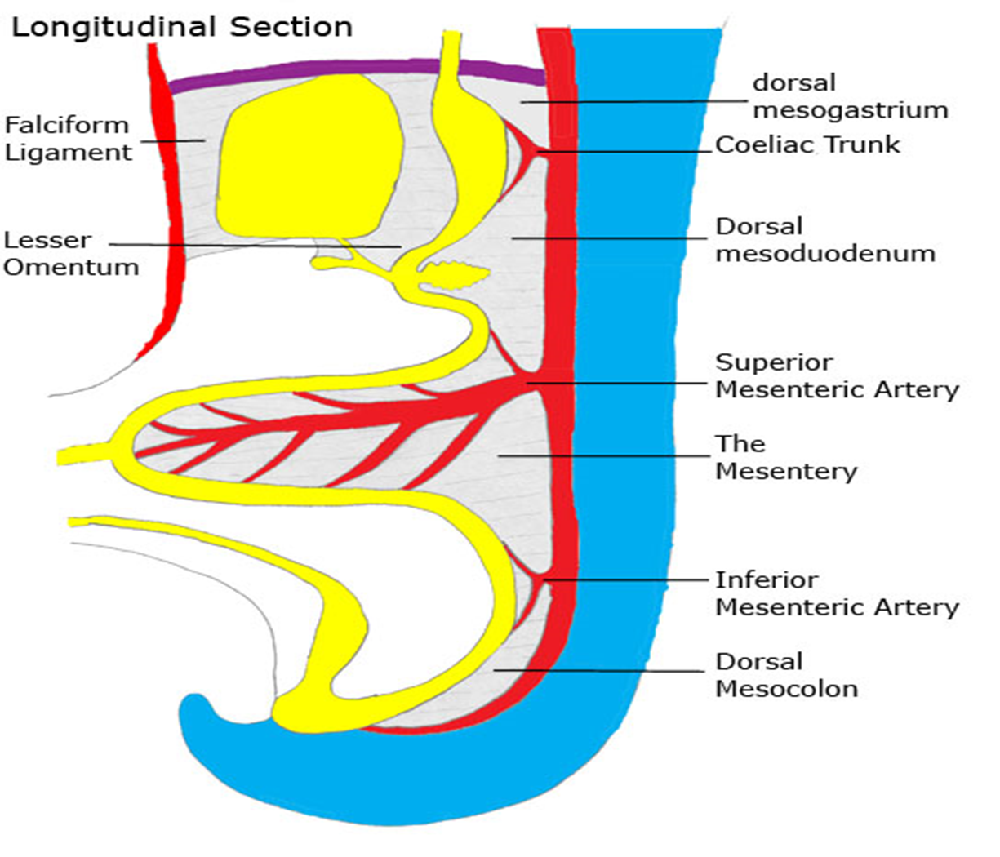 Longitudinal Section
dorsal
mesogastrium
Falciform
Ligament
Coeliac Trunk
Lesser
Omentum
Dorsal
mesoduodenum
Superior
Mesenteric Artery
The
Mesentery
Inferior
Mesenteric Artery
Dorsal
Mesocolon